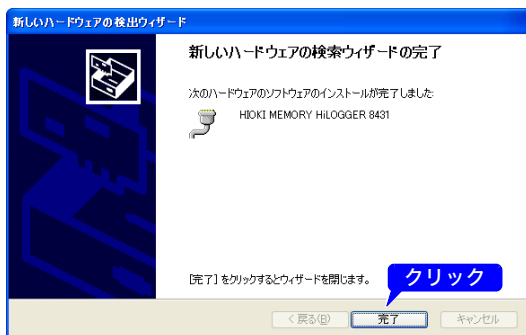 新しいハードウェアの検出ウィザード
新しいハードウェアの検索ウィザードの完了
次のハードウェアのソフトウェアのインストールが完了しました:
HIOKI MEMORY HiLOGGER 8431
[完了] をクリックするとウィザードを閉じます。
クリック
< 戻る(B)
完了
キャンセル